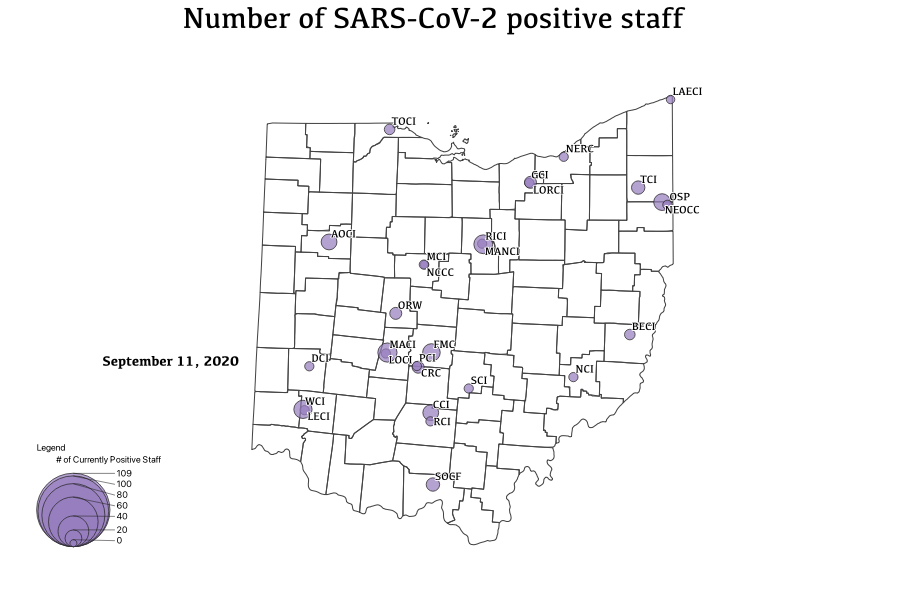 Number of SARS-CoV-2 positive staff
LAECI
TOCI
NERC
GCI
LORCI
TCI
OSP
NEOCC
AOCI
RICI
MANCI
MCI
NCCC
ORW
BECI
MACI
LOCI
FMC
PCI
CRC
DCI
September 11, 2020
NCI
SCI
WCI
LECI
CCI
RCI
SOCF
Legend
# of Currently Positive Staff
109
100
80
60
40
20
0